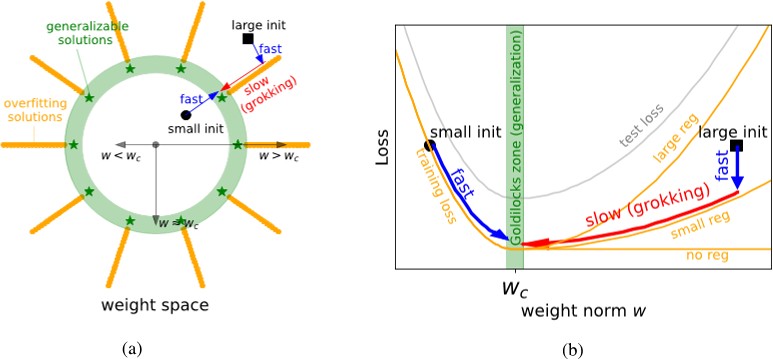 generalizable
solutions
large init
fast
overfitting
solutions
fast
slow
(grokking)
small init
w < w_c
w > w_c
w = w_c
weight space
(a)
Loss
small init
training loss
fast
Goldilocks zone (generalization)
test loss
large reg
large init
fast
slow (grokking)
small reg
no reg
w_c
weight norm w
(b)